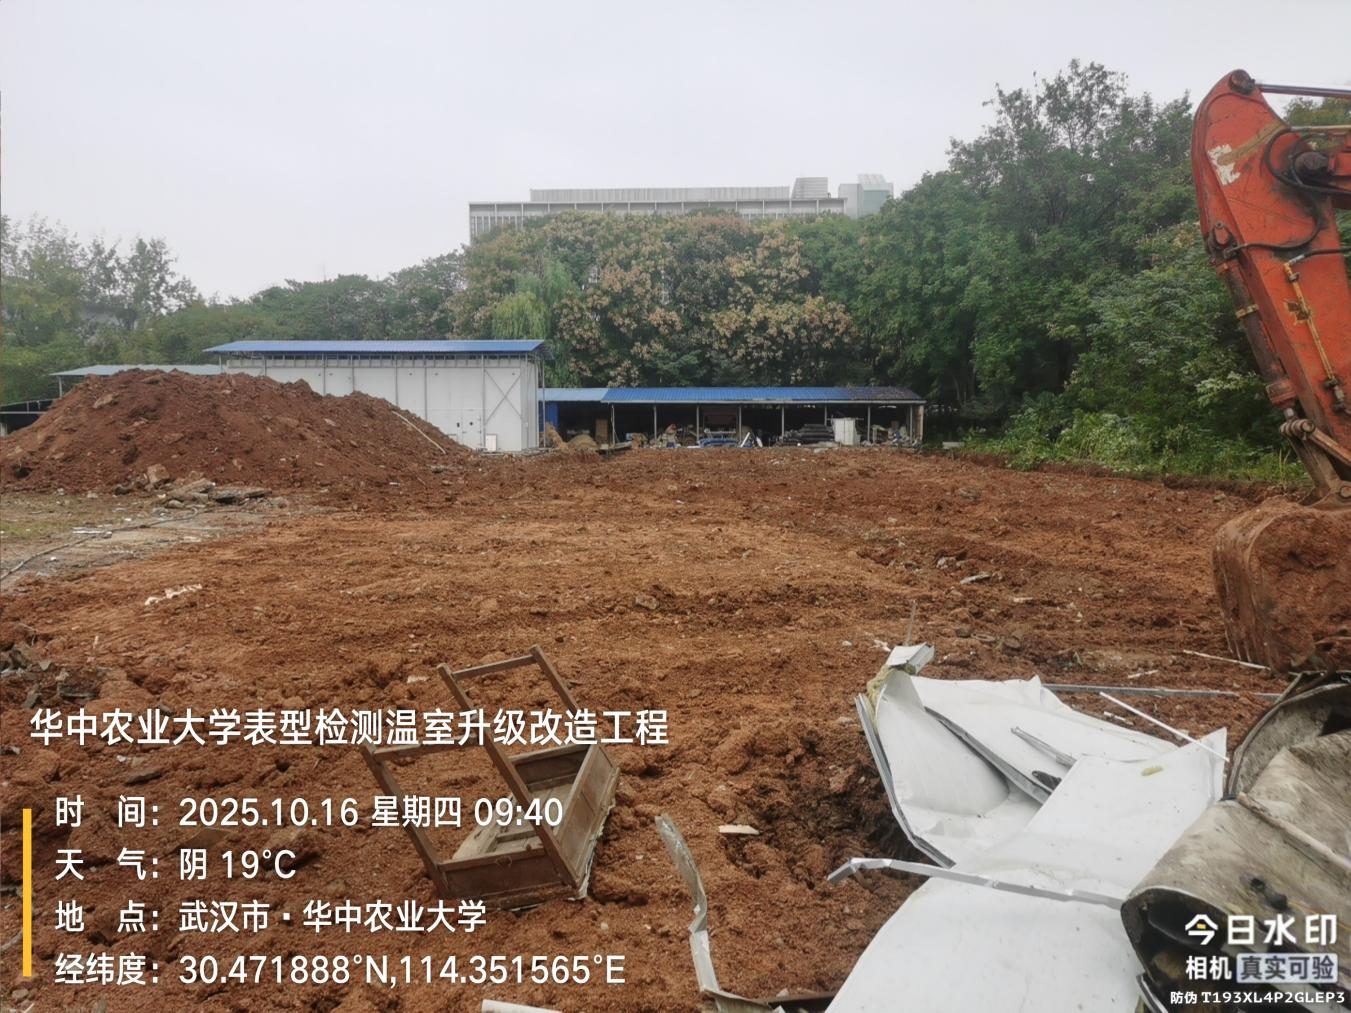 华中农业大学表型检测温室升级改造工程
时 间：2025.10.16 星期四 09:40
天 气：阴 19°C
地 点：武汉市·华中农业大学
经纬度：30.471888°N,114.351565°E
今日水印
相机 真实可验
防伪 T193XL4P2GLEP3